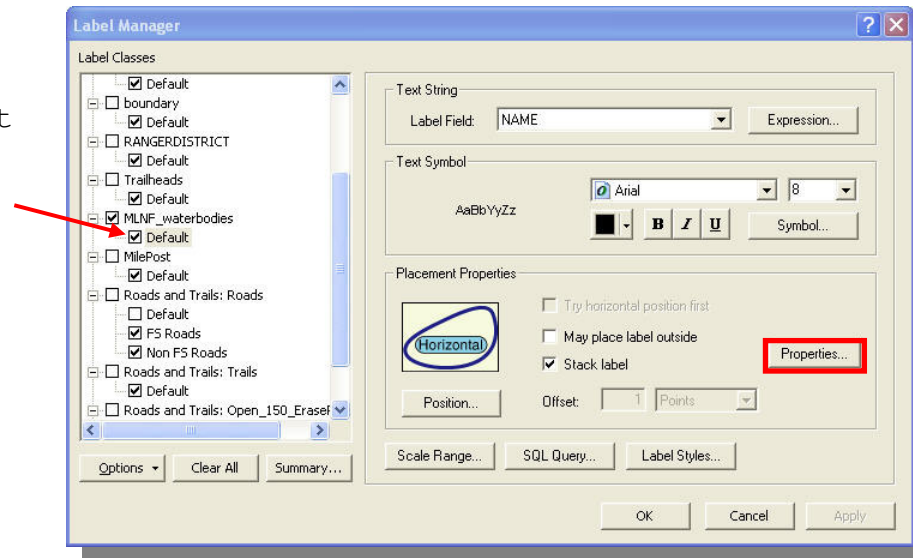 Label Manager
Label Classes
t
Default
boundary
Default
RANGERDISTRICT
Default
Trailheads
Default
MLNF_waterbodies
Default
MilePost
Default
Roads and Trails: Roads
Default
FS Roads
Non FS Roads
Roads and Trails: Trails
Default
Roads and Trails: Open_150_Erasef
Options
Clear All
Summary...
Text String
Label Field: NAME
Expression...
Text Symbol
AaBbYyZz
Arial
8
B I U
Symbol...
Placement Properties
Horizontal
Try horizontal position first
May place label outside
Stack label
Properties...
Position...
Offset: 1 Points
Scale Range...
SQL Query...
Label Styles...
OK
Cancel
Apply